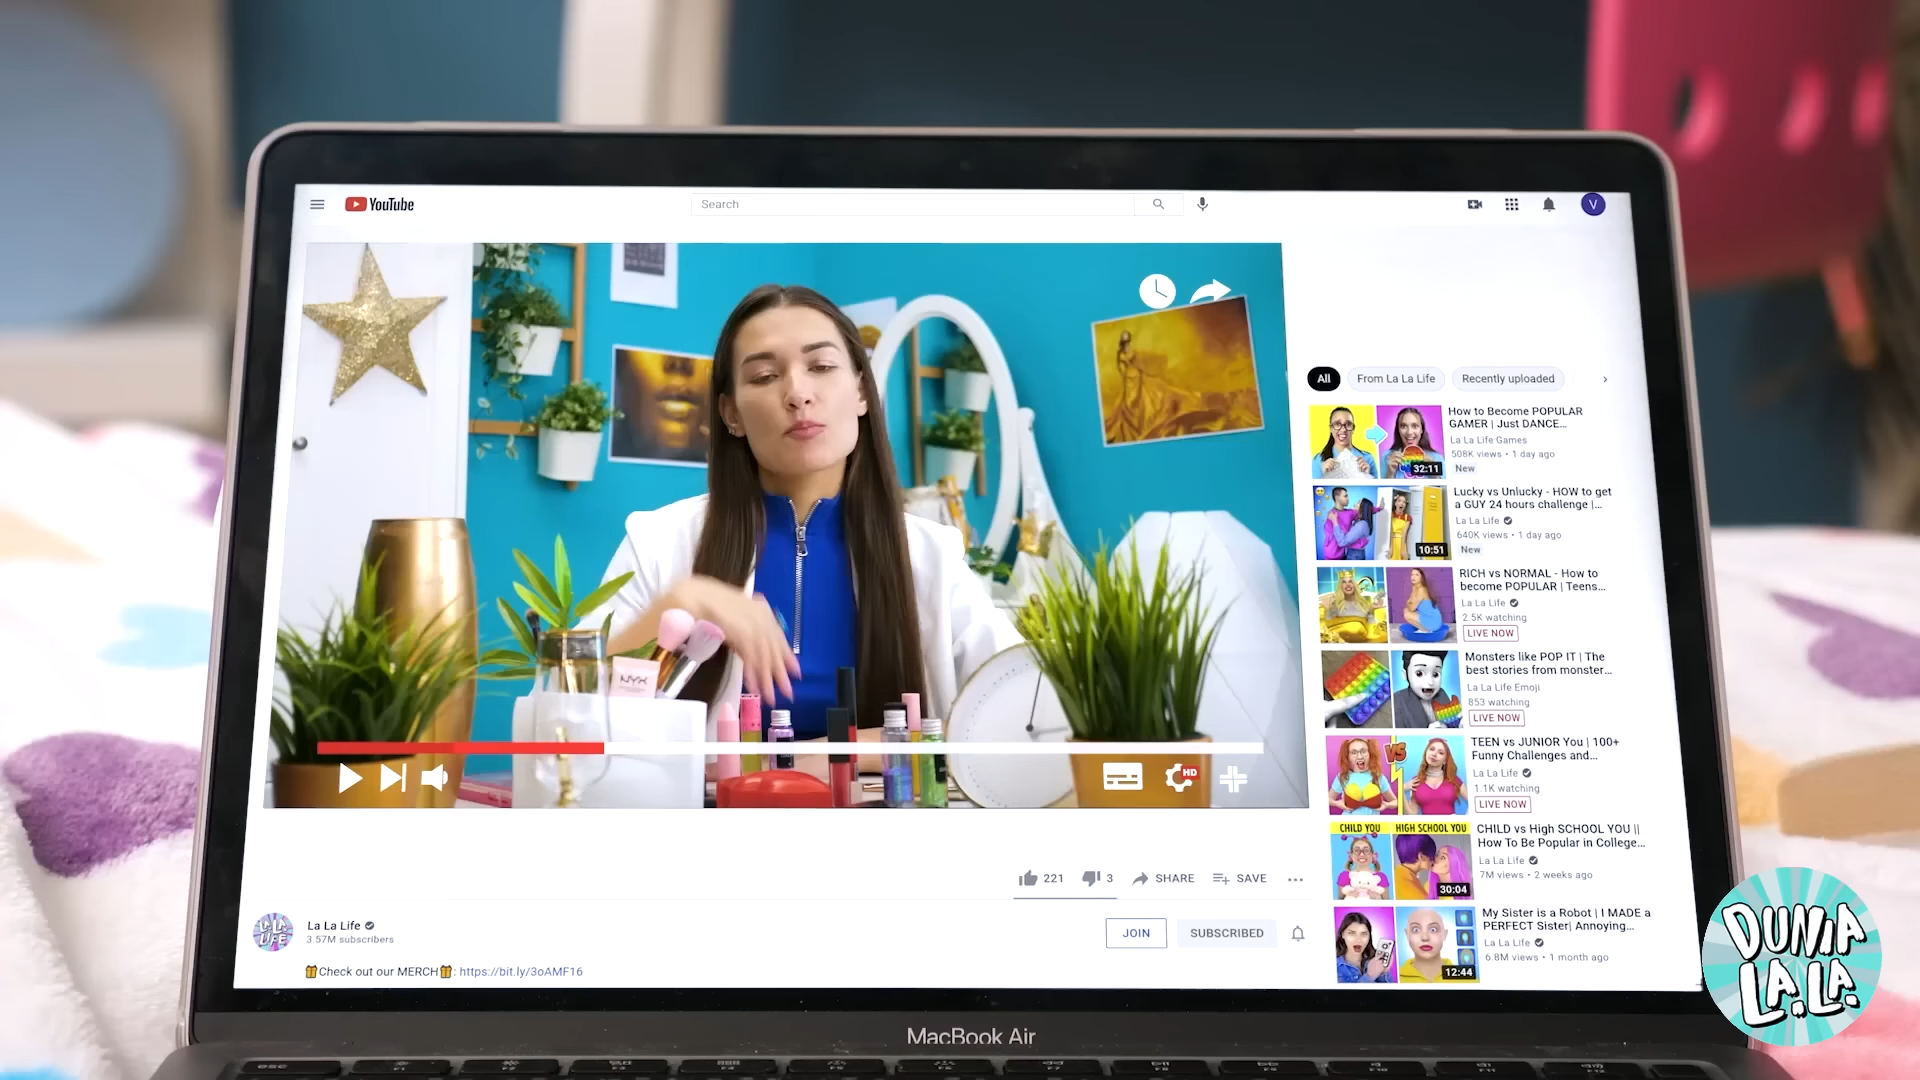 YouTube
Search
V
NYX
HD
221
3
SHARE
SAVE
LA LA LIFE
La La Life
3.57M subscribers
JOIN
SUBSCRIBED
Check out our MERCH: https://bit.ly/3oAMF16
All
From La La Life
Recently uploaded
How to Become POPULAR
GAMER | Just DANCE...
La La Life Games
508K views • 1 day ago
New
32:11
Lucky vs Unlucky - HOW to get
a GUY 24 hours challenge |...
La La Life
640K views • 1 day ago
New
10:51
RICH vs NORMAL - How to
become POPULAR | Teens...
La La Life
2.5K watching
LIVE NOW
Monsters like POP IT | The
best stories from monster...
La La Life Emoji
853 watching
LIVE NOW
VS
TEEN vs JUNIOR You | 100+
Funny Challenges and...
La La Life
1.1K watching
LIVE NOW
CHILD YOU
HIGH SCHOOL YOU
30:04
CHILD vs High SCHOOL YOU ||
How To Be Popular in College...
La La Life
7M views • 2 weeks ago
12:44
My Sister is a Robot | I MADE a
PERFECT Sister| Annoying...
La La Life
6.8M views • 1 month ago
DUNIA
LA.LA.
MacBook Air
esc